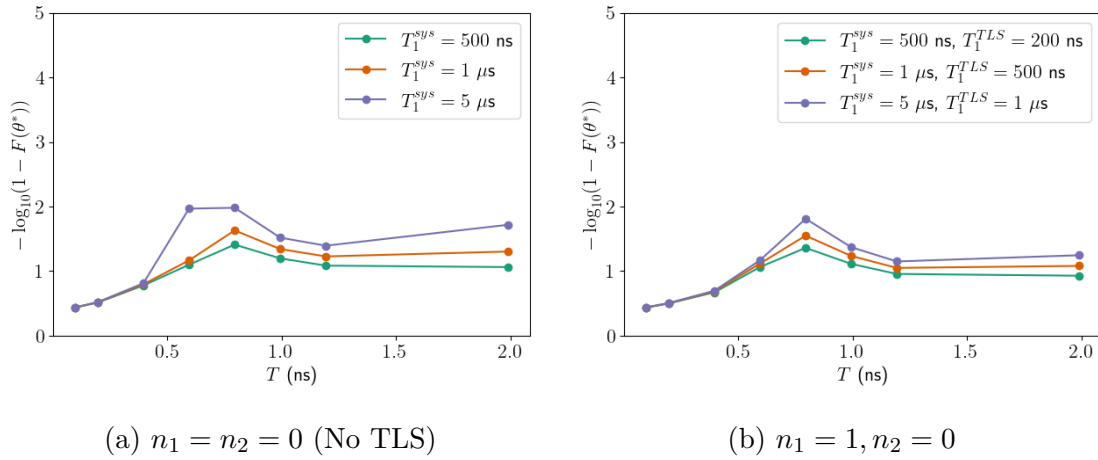 5
4
3
2
1
0
− log₁₀(1 − F(θ*))
T₁ˢʸˢ = 500 ns
T₁ˢʸˢ = 1 μs
T₁ˢʸˢ = 5 μs
0.5 1.0 1.5 2.0
T (ns)
(a) n₁ = n₂ = 0 (No TLS)
5
4
3
2
1
0
− log₁₀(1 − F(θ*))
T₁ˢʸˢ = 500 ns, T₁ᵀᴸˢ = 200 ns
T₁ˢʸˢ = 1 μs, T₁ᵀᴸˢ = 500 ns
T₁ˢʸˢ = 5 μs, T₁ᵀᴸˢ = 1 μs
0.5 1.0 1.5 2.0
T (ns)
(b) n₁ = 1, n₂ = 0